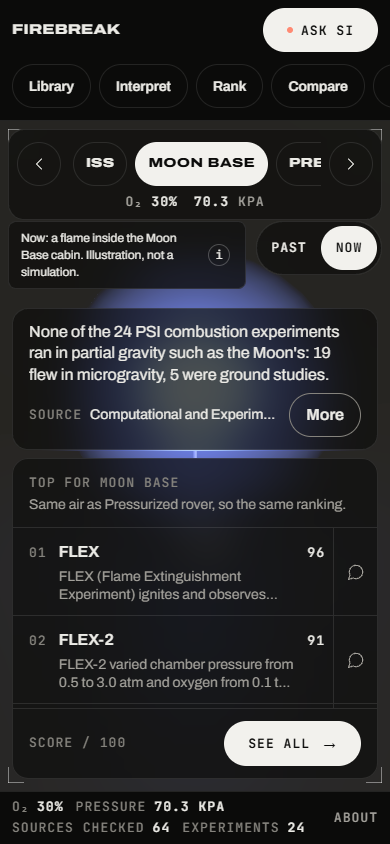 FIREBREAK
ASK SI
Library
Interpret
Rank
Compare
ISS
MOON BASE
PRE
O₂ 30% 70.3 KPA
Now: a flame inside the Moon
Base cabin. Illustration, not a
simulation.
i
PAST
NOW
None of the 24 PSI combustion experiments
ran in partial gravity such as the Moon's: 19
flew in microgravity, 5 were ground studies.
SOURCE Computational and Experim...
More
TOP FOR MOON BASE
Same air as Pressurized rover, so the same ranking.
01 FLEX 96
FLEX (Flame Extinguishment
Experiment) ignites and observes...
02 FLEX-2 91
FLEX-2 varied chamber pressure from
0.5 to 3.0 atm and oxygen from 0.1 t...
SCORE / 100
SEE ALL →
O₂ 30% PRESSURE 70.3 KPA
SOURCES CHECKED 64 EXPERIMENTS 24
ABOUT